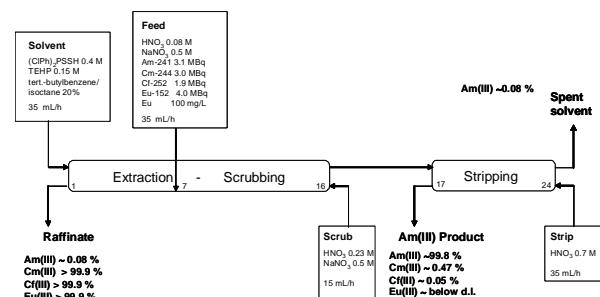 Solvent
(ClPh)2PSSH 0.4 M
TEHP 0.15 M
tert.-butylbenzene/
isoctane 20%
35 mL/h
Feed
HNO3 0.08 M
NaNO3 0.5 M
Am-241 3.1 MBq
Cm-244 3.0 MBq
Cf-252 1.9 MBq
Eu-152 4.0 MBq
Eu 100 mg/L
35 mL/h
Am(III) ~0.08 %
Spent
solvent
Extraction - Scrubbing
1 7 16
Stripping
17 24
Raffinate
Am(III) ~ 0.08 %
Cm(III) > 99.9 %
Cf(III) > 99.9 %
Eu(III) > 99.9 %
Scrub
HNO3 0.23 M
NaNO3 0.5 M
15 mL/h
Am(III) Product
Am(III) ~99.8 %
Cm(III) ~ 0.47 %
Cf(III) ~ 0.05 %
Eu(III) ~ below d.l.
Strip
HNO3 0.7 M
35 mL/h